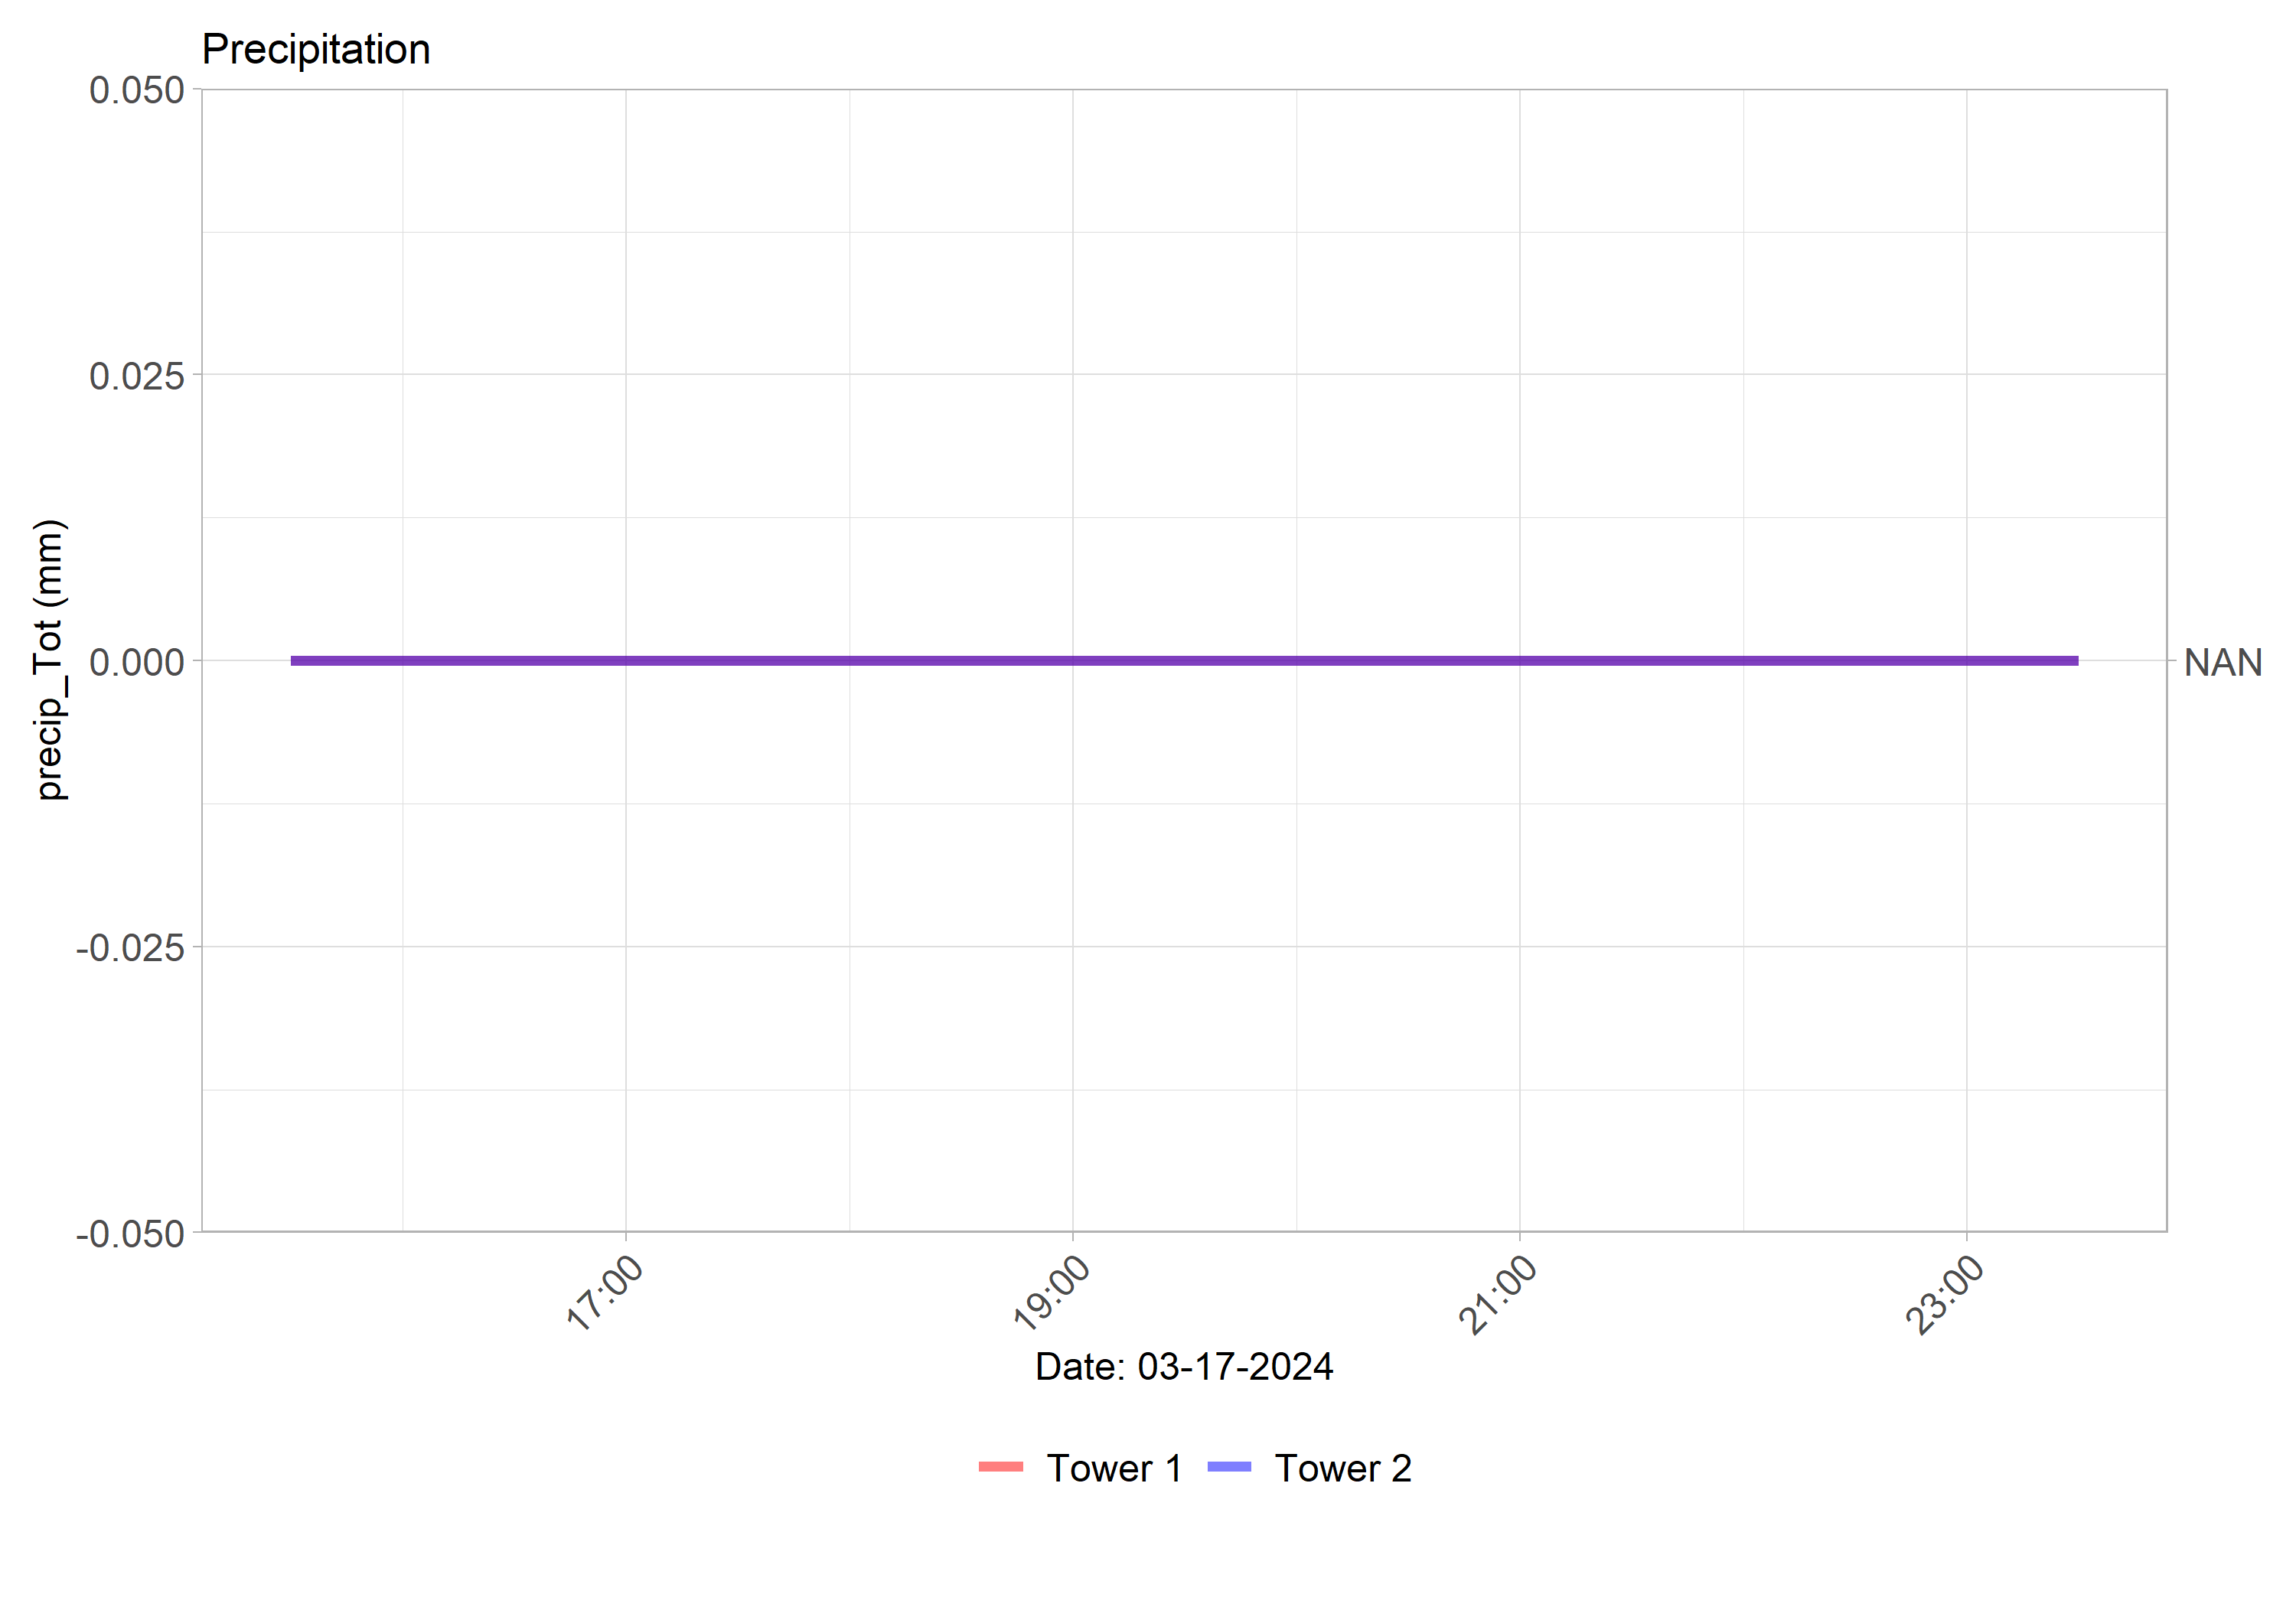 Precipitation
0.050
0.025
0.000
-0.025
-0.050
precip_Tot (mm)
NAN
17:00
19:00
21:00
23:00
Date: 03-17-2024
Tower 1
Tower 2